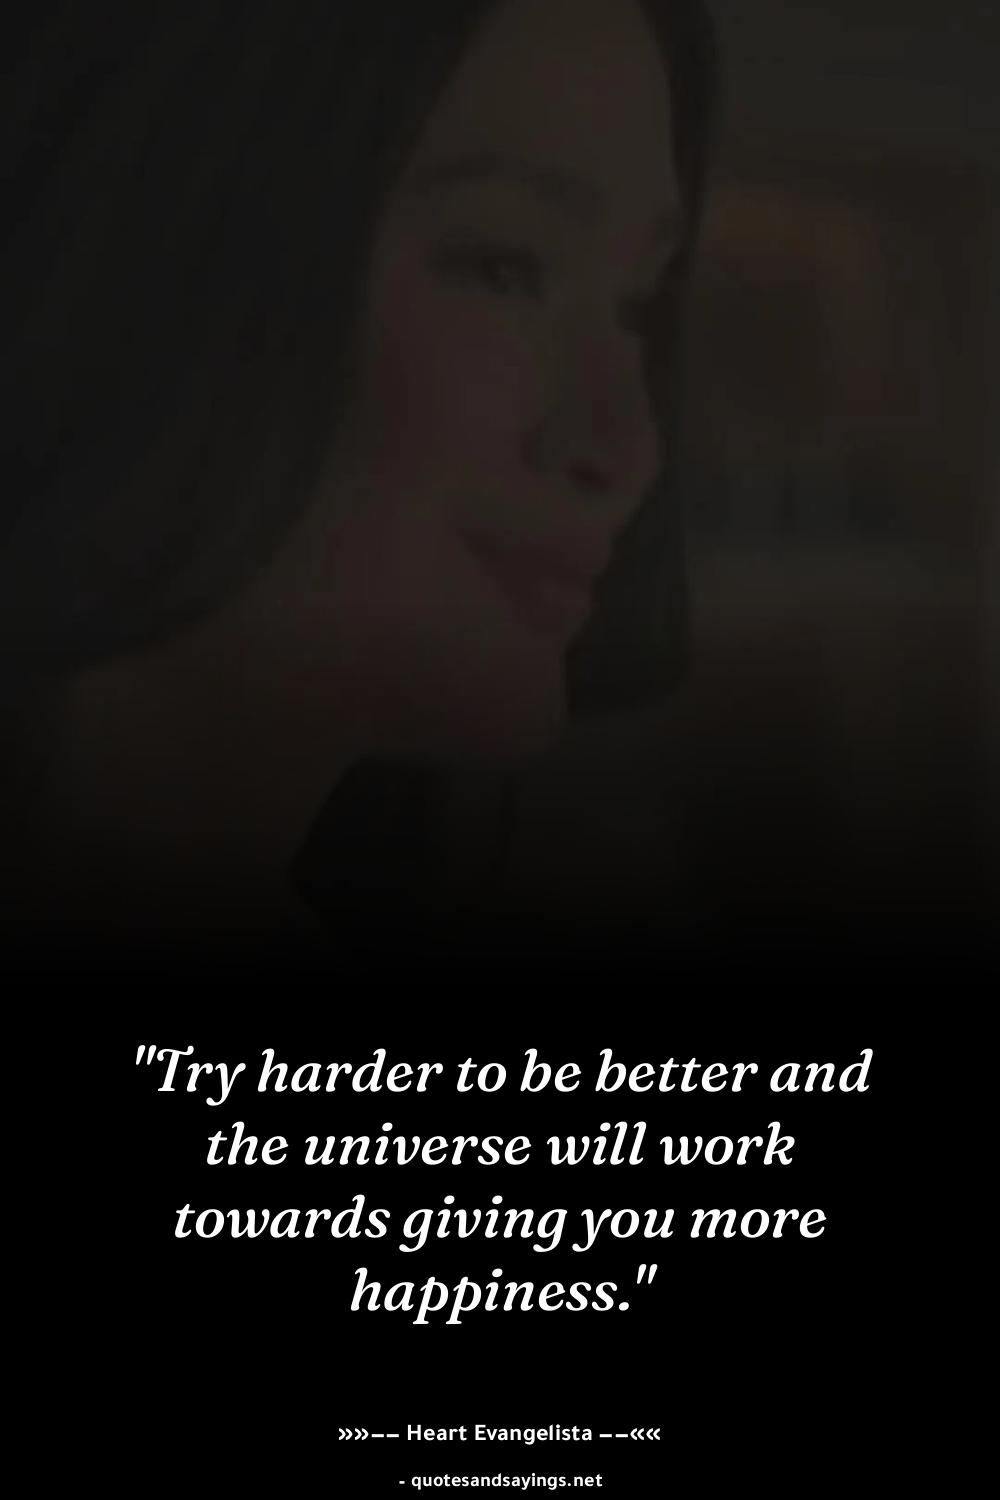 "Try harder to be better and
the universe will work
towards giving you more
happiness."
»»–– Heart Evangelista ––««
- quotesandsayings.net